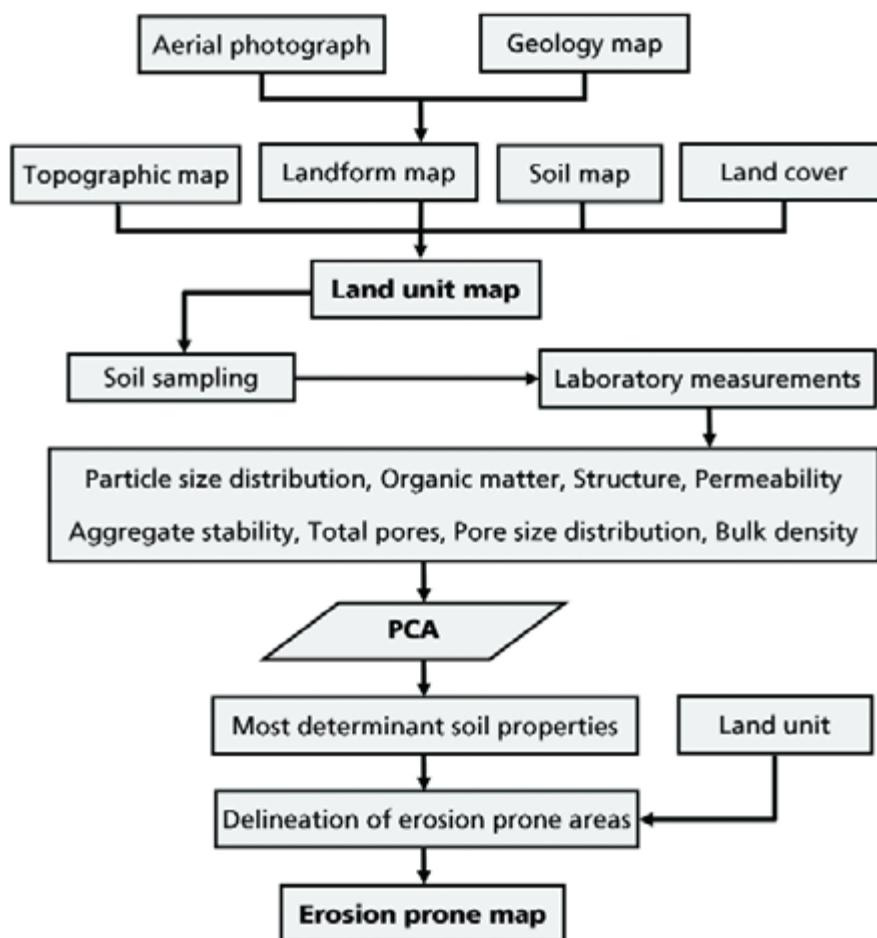 Aerial photograph
Geology map
Topographic map
Landform map
Soil map
Land cover
Land unit map
Soil sampling
Laboratory measurements
Particle size distribution, Organic matter, Structure, Permeability
Aggregate stability, Total pores, Pore size distribution, Bulk density
PCA
Most determinant soil properties
Land unit
Delineation of erosion prone areas
Erosion prone map